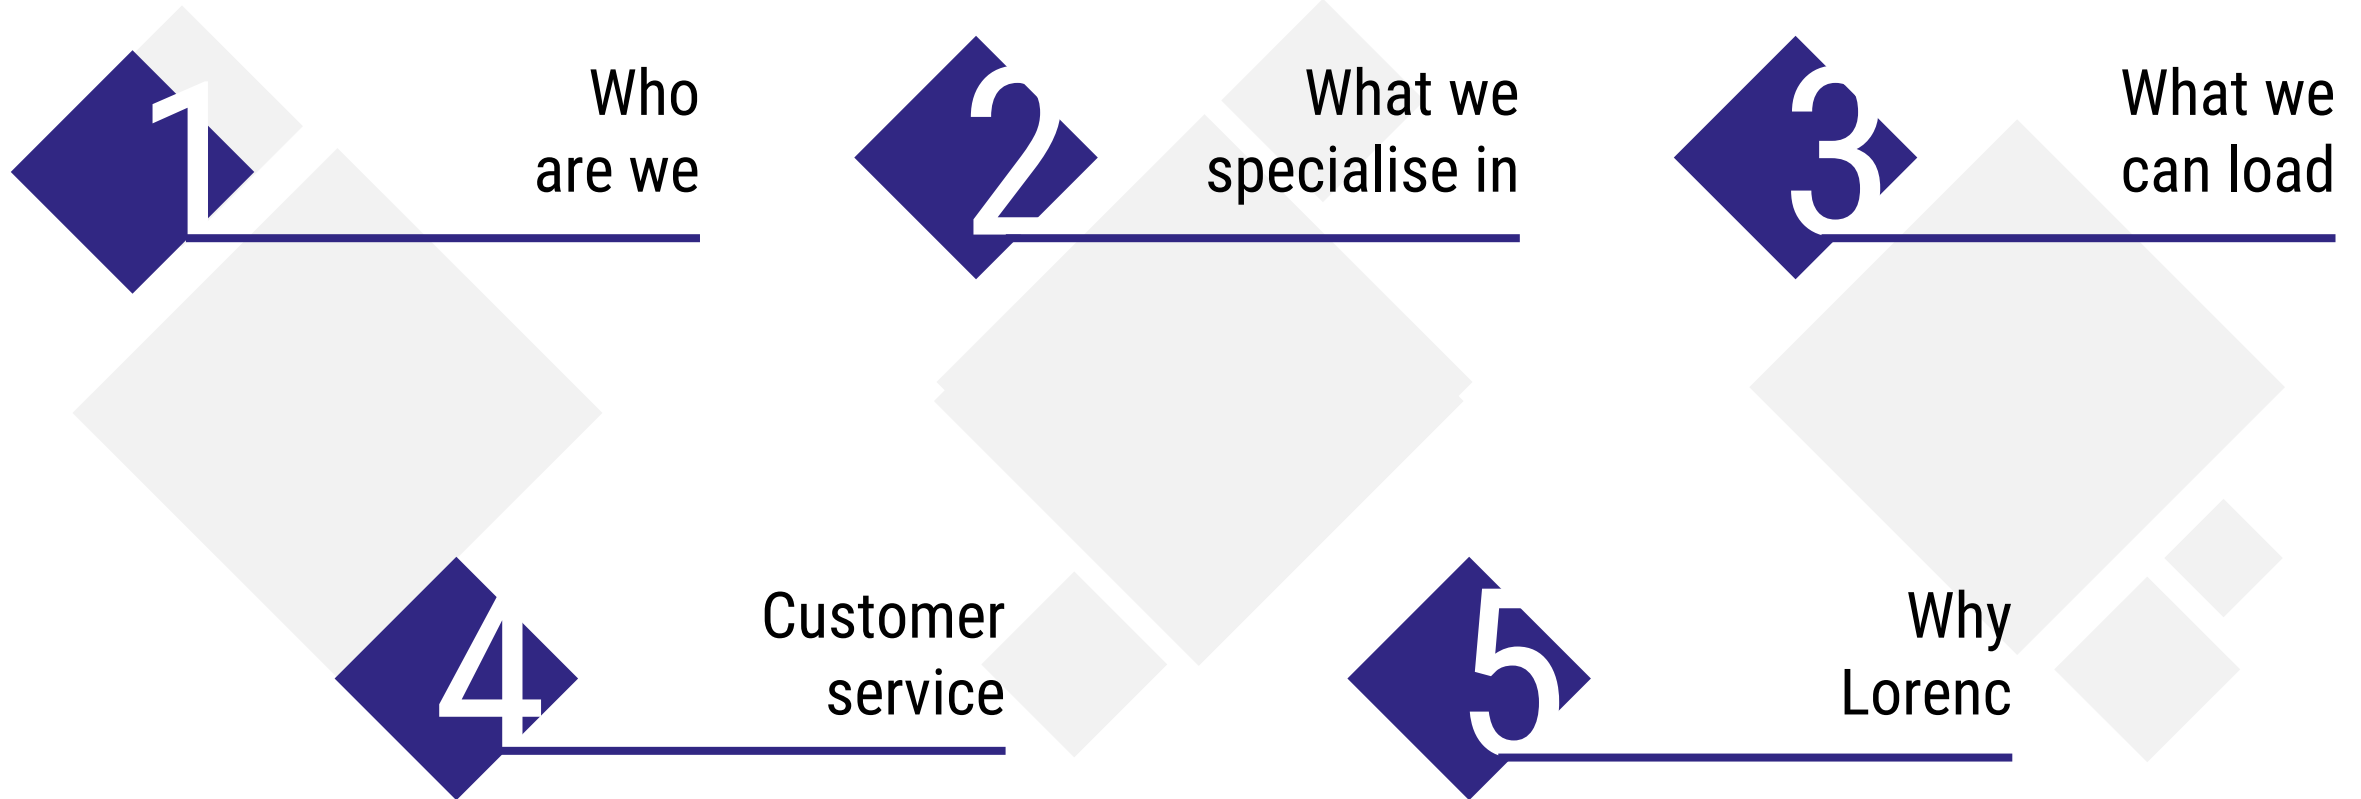 1
Who
are we
2
What we
specialise in
3
What we
can load
4
Customer
service
5
Why
Lorenc